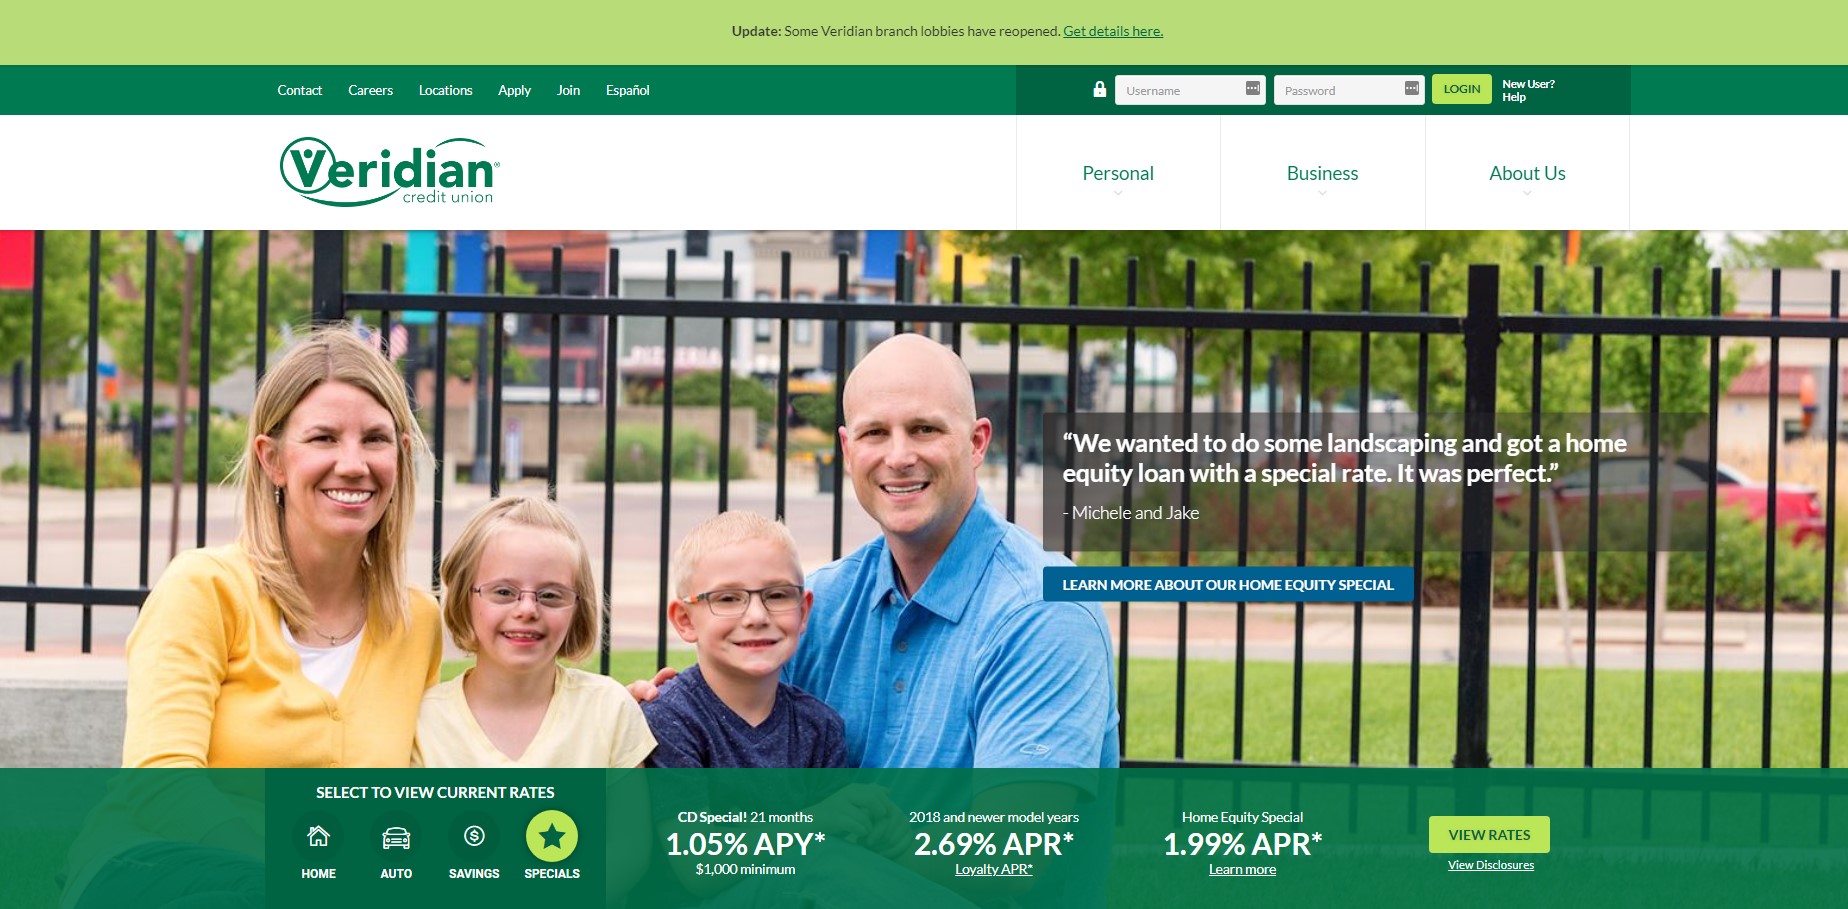 Update: Some Veridian branch lobbies have reopened. Get details here.
Contact Careers Locations Apply Join Español
Username Password LOGIN New User?
Help
Veridian®
credit union
Personal Business About Us
PIZZERIA
“We wanted to do some landscaping and got a home
equity loan with a special rate. It was perfect.”
- Michele and Jake
LEARN MORE ABOUT OUR HOME EQUITY SPECIAL
SELECT TO VIEW CURRENT RATES
HOME AUTO SAVINGS SPECIALS
CD Special! 21 months
1.05% APY*
$1,000 minimum
2018 and newer model years
2.69% APR*
Loyalty APR*
Home Equity Special
1.99% APR*
Learn more
VIEW RATES
View Disclosures